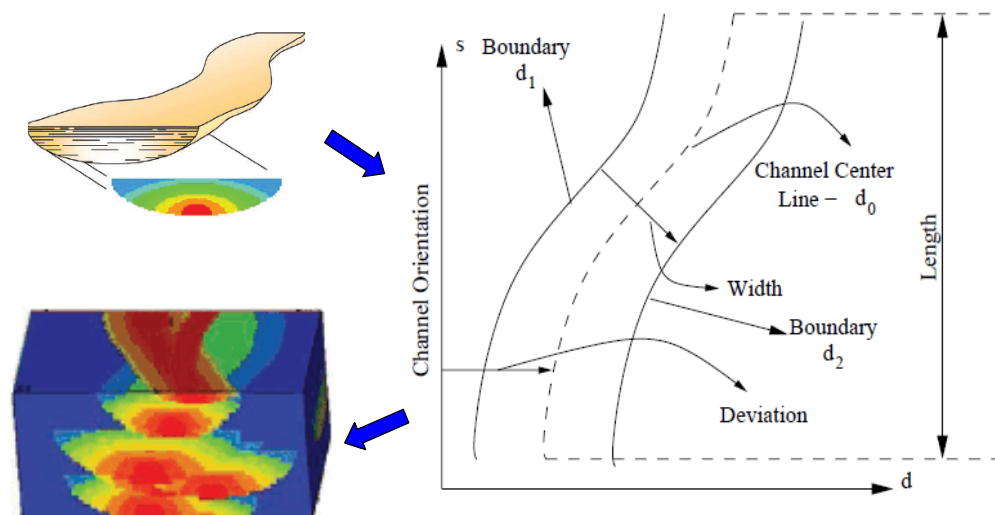 s
Boundary
d1
Channel Orientation
Channel Center
Line – d0
Length
Width
Boundary
d2
Deviation
d